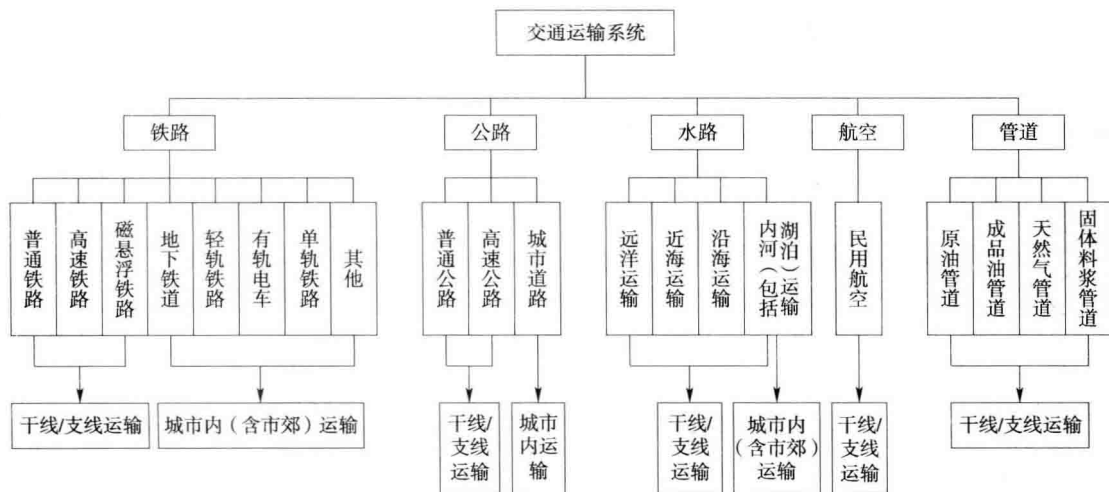 交通运输系统
铁路
公路
水路
航空
管道
普通铁路
高速铁路
磁悬浮铁路
地下铁道
轻轨铁路
有轨电车
单轨铁路
其他
普通公路
高速公路
城市道路
远洋运输
近海运输
沿海运输
内河（包括
湖泊）运输
民用航空
原油管道
成品油管道
天然气管道
固体料浆管道
干线/支线运输
城市内（含市郊）运输
干线/
支线
运输
城市
内运
输
干线/
支线
运输
城市内
（含市郊）
运输
干线/
支线
运输
干线/支线运输